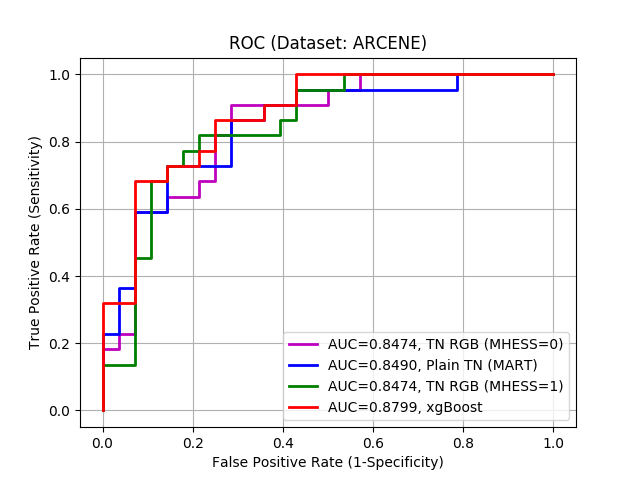 ROC (Dataset: ARCENE)
True Positive Rate (Sensitivity)
1.0
0.8
0.6
0.4
0.2
0.0
AUC=0.8474, TN RGB (MHESS=0)
AUC=0.8490, Plain TN (MART)
AUC=0.8474, TN RGB (MHESS=1)
AUC=0.8799, xgBoost
0.0 0.2 0.4 0.6 0.8 1.0
False Positive Rate (1-Specificity)